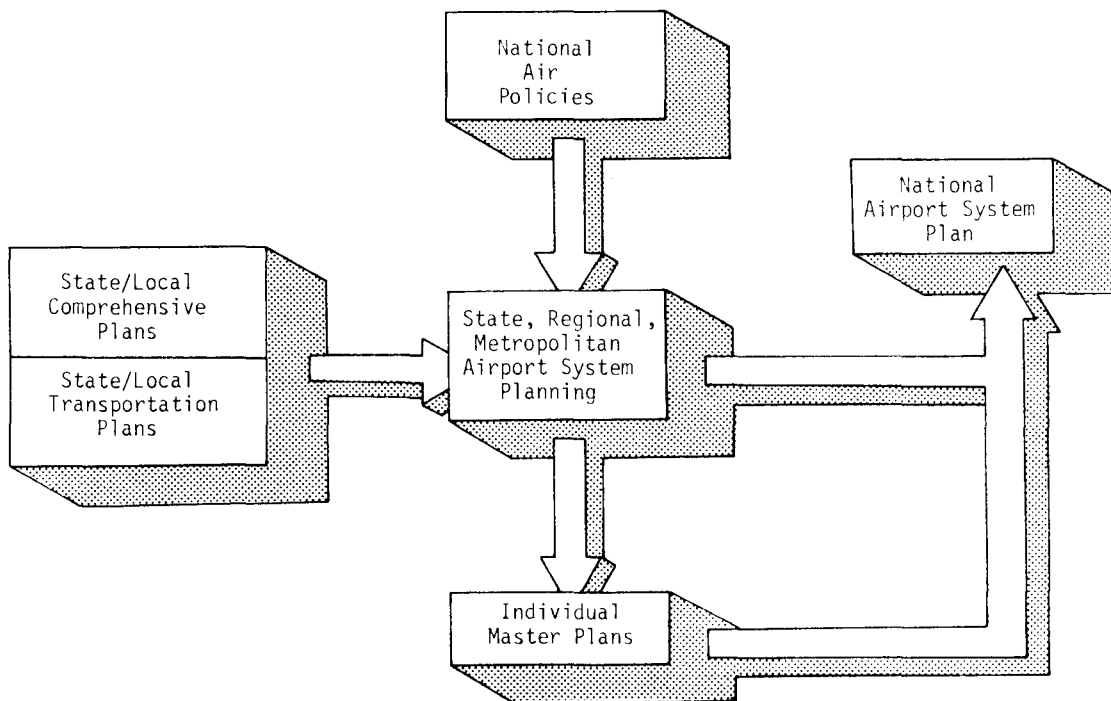 National
Air
Policies
National
Airport System
Plan
State/Local
Comprehensive
Plans
State/Local
Transportation
Plans
State, Regional,
Metropolitan
Airport System
Planning
Individual
Master Plans